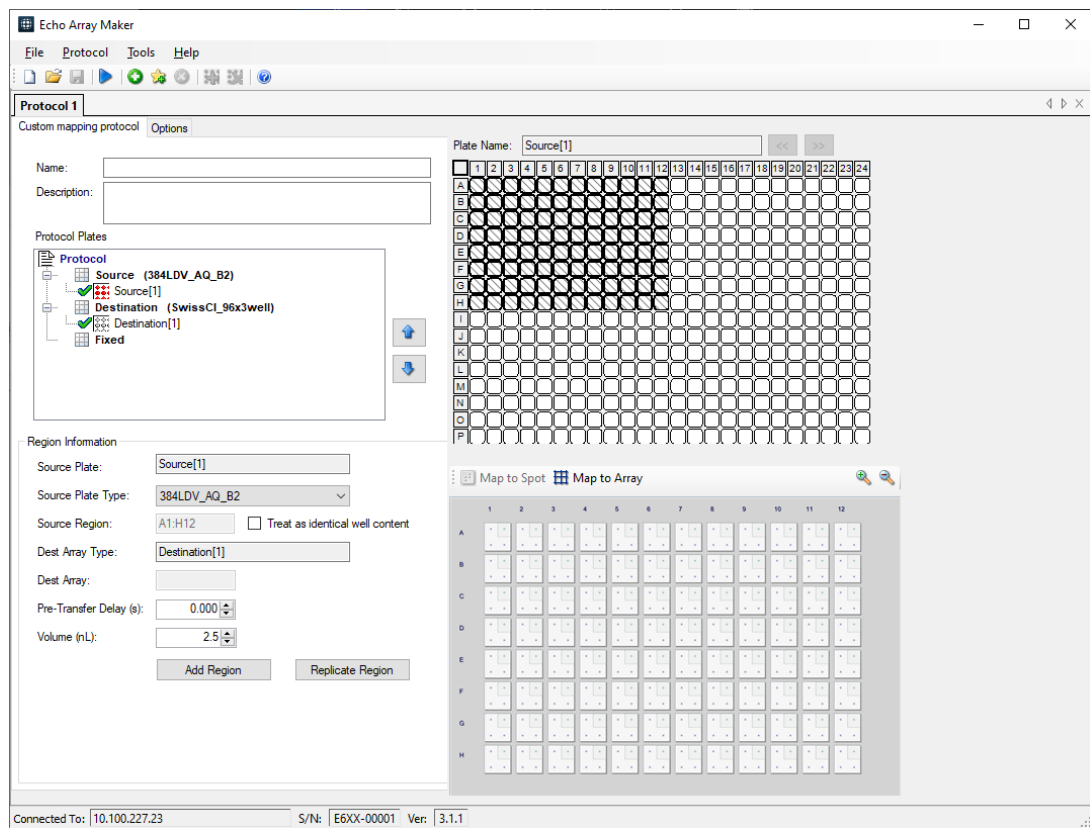 Echo Array Maker
File Protocol Tools Help
Protocol 1
Custom mapping protocol Options
Name:
Description:
Protocol Plates
Protocol
Source (384LDV_AQ_B2)
Source[1]
Destination (SwissCI_96x3well)
Destination[1]
Fixed
Region Information
Source Plate: Source[1]
Source Plate Type: 384LDV_AQ_B2
Source Region: A1:H12 Treat as identical well content
Dest Array Type: Destination[1]
Dest Array:
Pre-Transfer Delay (s): 0.000
Volume (nL): 2.5
Add Region Replicate Region
Plate Name: Source[1] << >>
1 2 3 4 5 6 7 8 9 10 11 12 13 14 15 16 17 18 19 20 21 22 23 24
A
B
C
D
E
F
G
H
I
J
K
L
M
N
O
P
Map to Spot Map to Array
1 2 3 4 5 6 7 8 9 10 11 12
A
B
C
D
E
F
G
H
Connected To: 10.100.227.23 S/N: E6XX-00001 Ver: 3.1.1